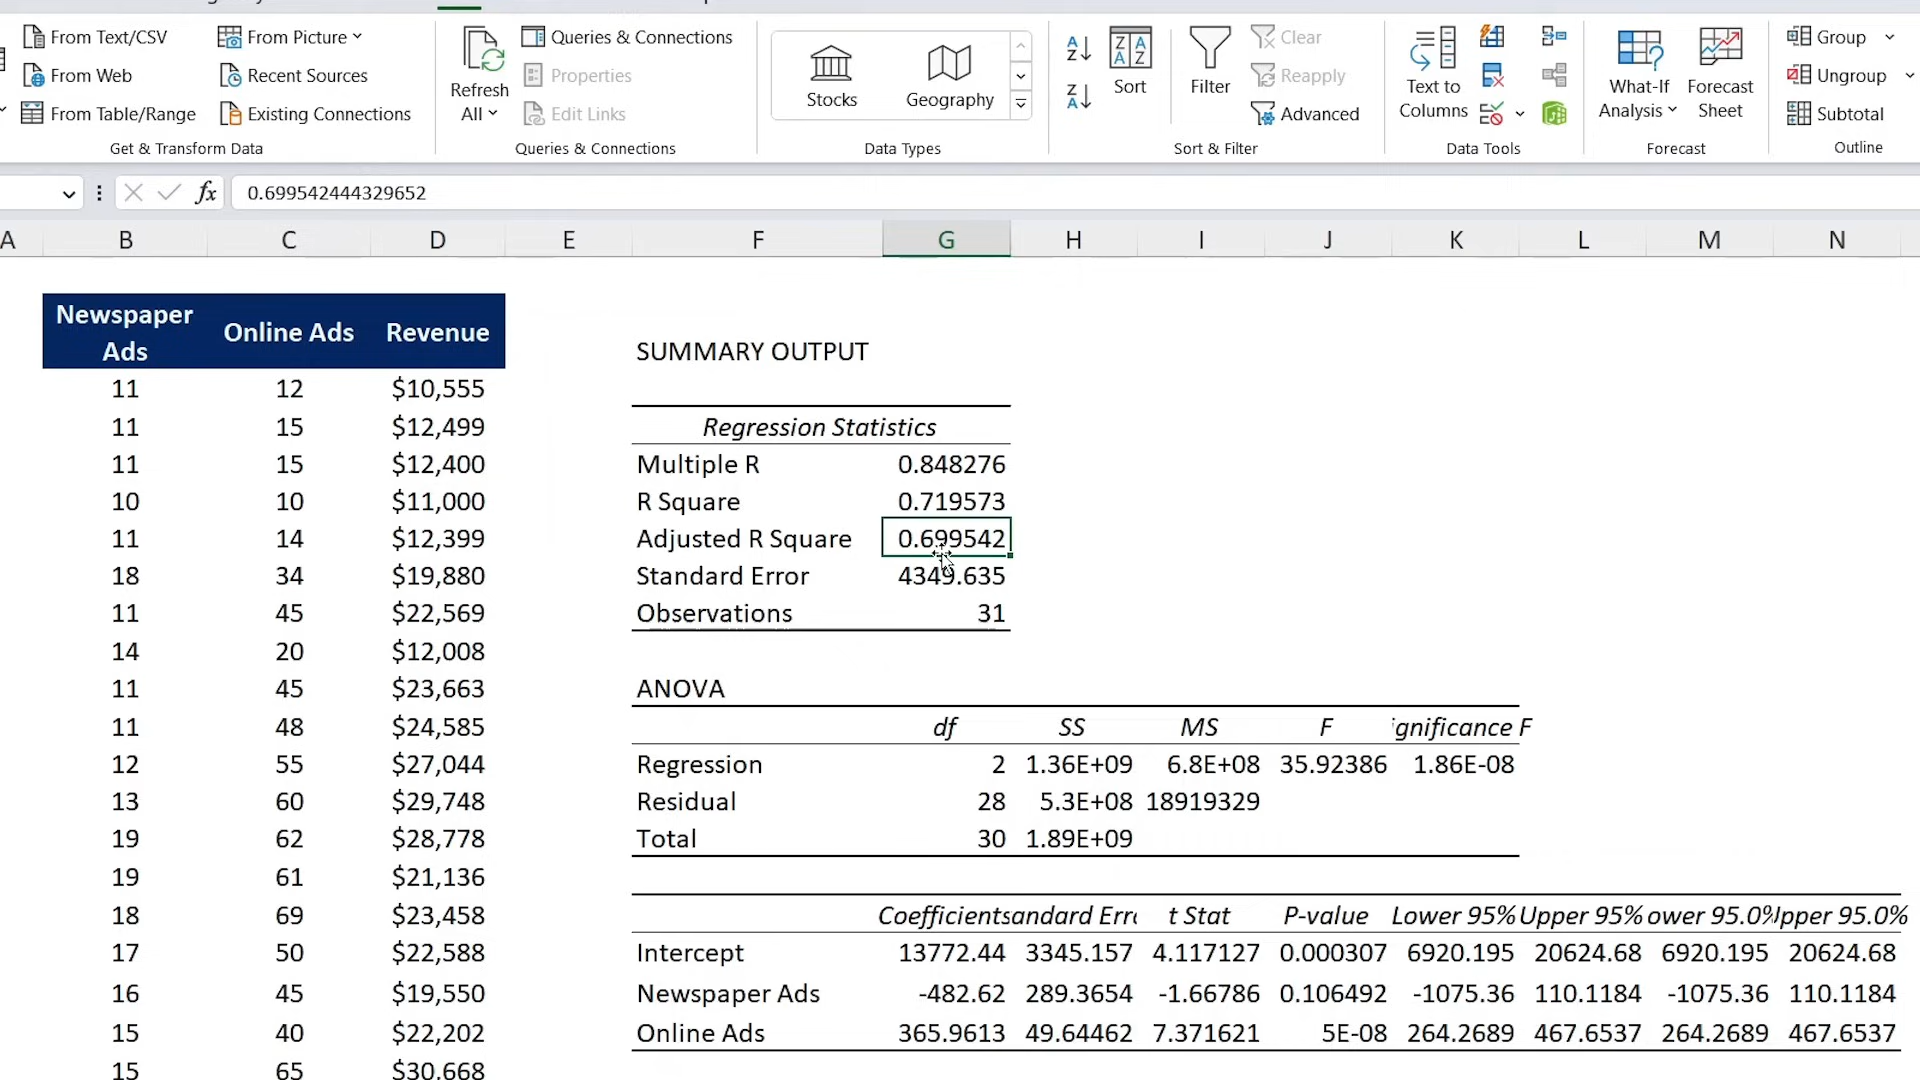 From Text/CSV
From Web
From Table/Range
From Picture
Recent Sources
Existing Connections
Get & Transform Data
Refresh
All
Queries & Connections
Properties
Edit Links
Queries & Connections
Stocks
Geography
Data Types
Sort
Filter
Clear
Reapply
Advanced
Sort & Filter
Text to
Columns
Data Tools
What-If
Analysis
Forecast
Sheet
Forecast
Group
Ungroup
Subtotal
Outline
fx 0.699542444329652
A B C D E F G H I J K L M N
Newspaper
Ads
Online Ads
Revenue
11 12 $10,555
11 15 $12,499
11 15 $12,400
10 10 $11,000
11 14 $12,399
18 34 $19,880
11 45 $22,569
14 20 $12,008
11 45 $23,663
11 48 $24,585
12 55 $27,044
13 60 $29,748
19 62 $28,778
19 61 $21,136
18 69 $23,458
17 50 $22,588
16 45 $19,550
15 40 $22,202
15 65 $30,668
SUMMARY OUTPUT
Regression Statistics
Multiple R 0.848276
R Square 0.719573
Adjusted R Square 0.699542
Standard Error 4349.635
Observations 31
ANOVA
df SS MS F ignificance F
Regression 2 1.36E+09 6.8E+08 35.92386 1.86E-08
Residual 28 5.3E+08 18919329
Total 30 1.89E+09
Coefficients andard Erro t Stat P-value Lower 95% Upper 95% ower 95.0% pper 95.0%
Intercept 13772.44 3345.157 4.117127 0.000307 6920.195 20624.68 6920.195 20624.68
Newspaper Ads -482.62 289.3654 -1.66786 0.106492 -1075.36 110.1184 -1075.36 110.1184
Online Ads 365.9613 49.64462 7.371621 5E-08 264.2689 467.6537 264.2689 467.6537